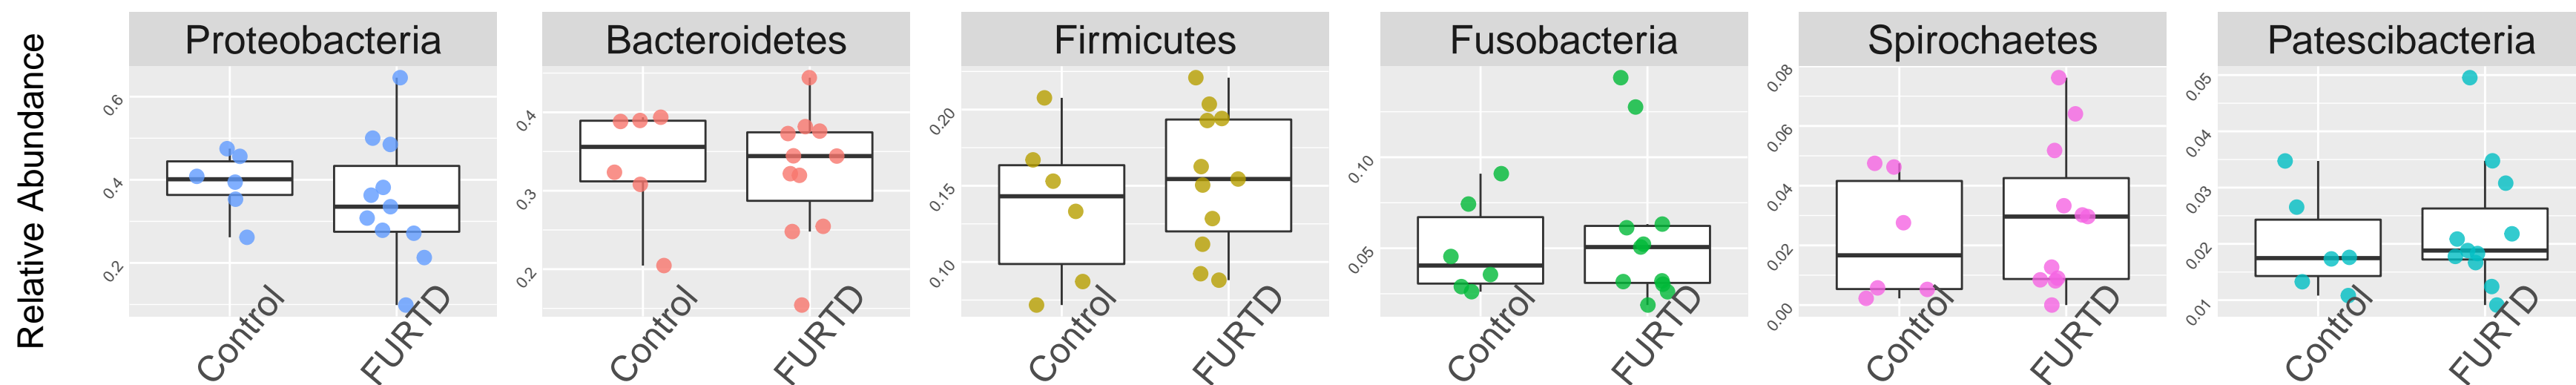 Relative Abundance
Proteobacteria
0.6
0.4
0.2
Control
FURTD
Bacteroidetes
0.4
0.3
0.2
Control
FURTD
Firmicutes
0.20
0.15
0.10
Control
FURTD
Fusobacteria
0.10
0.05
Control
FURTD
Spirochaetes
0.08
0.06
0.04
0.02
0.00
Control
FURTD
Patescibacteria
0.05
0.04
0.03
0.02
0.01
Control
FURTD